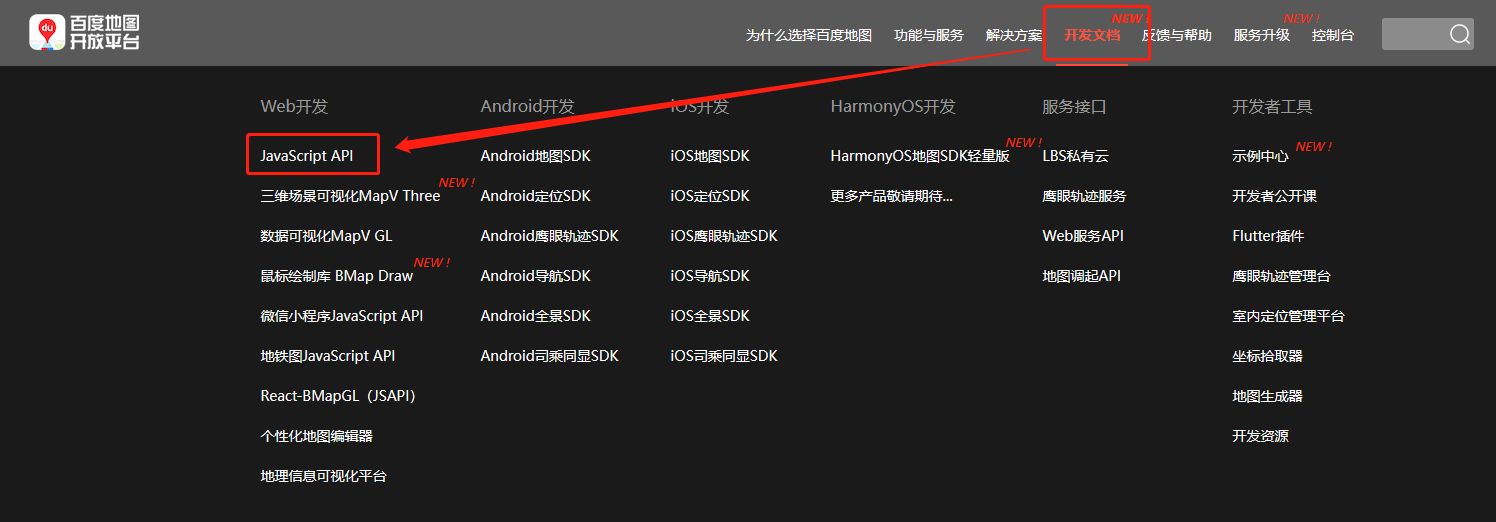 du 百度地图
开放平台
为什么选择百度地图 功能与服务 解决方案 开发文档 NEW ! 反馈与帮助 服务升级 NEW ! 控制台
Web开发
JavaScript API
三维场景可视化MapV Three NEW !
数据可视化MapV GL
鼠标绘制库 BMap Draw NEW !
微信小程序JavaScript API
地铁图JavaScript API
React-BMapGL（JSAPI）
个性化地图编辑器
地理信息可视化平台
Android开发
Android地图SDK
Android定位SDK
Android鹰眼轨迹SDK
Android导航SDK
Android全景SDK
Android司乘同显SDK
iOS开发
iOS地图SDK
iOS定位SDK
iOS鹰眼轨迹SDK
iOS导航SDK
iOS全景SDK
iOS司乘同显SDK
HarmonyOS开发
HarmonyOS地图SDK轻量版 NEW !
更多产品敬请期待...
服务接口
LBS私有云
鹰眼轨迹服务
Web服务API
地图调起API
开发者工具
示例中心 NEW !
开发者公开课
Flutter插件
鹰眼轨迹管理台
室内定位管理平台
坐标拾取器
地图生成器
开发资源